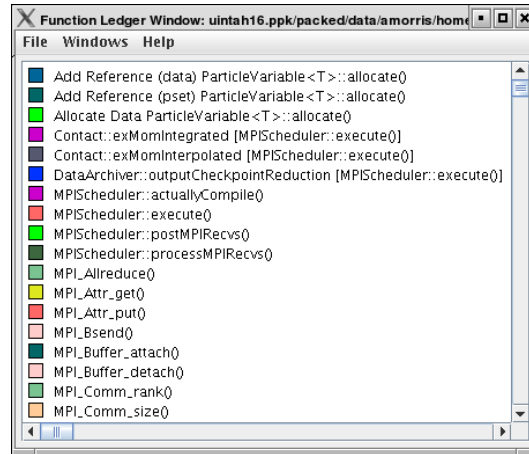 Function Ledger Window: uintah16.ppk/packed/data/amorris/home
File Windows Help
Add Reference (data) ParticleVariable<T>::allocate()
Add Reference (pset) ParticleVariable<T>::allocate()
Allocate Data ParticleVariable<T>::allocate()
Contact::exMomIntegrated [MPIScheduler::execute()]
Contact::exMomInterpolated [MPIScheduler::execute()]
DataArchiver::outputCheckpointReduction [MPIScheduler::execute()]
MPIScheduler::actuallyCompile()
MPIScheduler::execute()
MPIScheduler::postMPIRecvs()
MPIScheduler::processMPIRecvs()
MPI_Allreduce()
MPI_Attr_get()
MPI_Attr_put()
MPI_Bsend()
MPI_Buffer_attach()
MPI_Buffer_detach()
MPI_Comm_rank()
MPI_Comm_size()